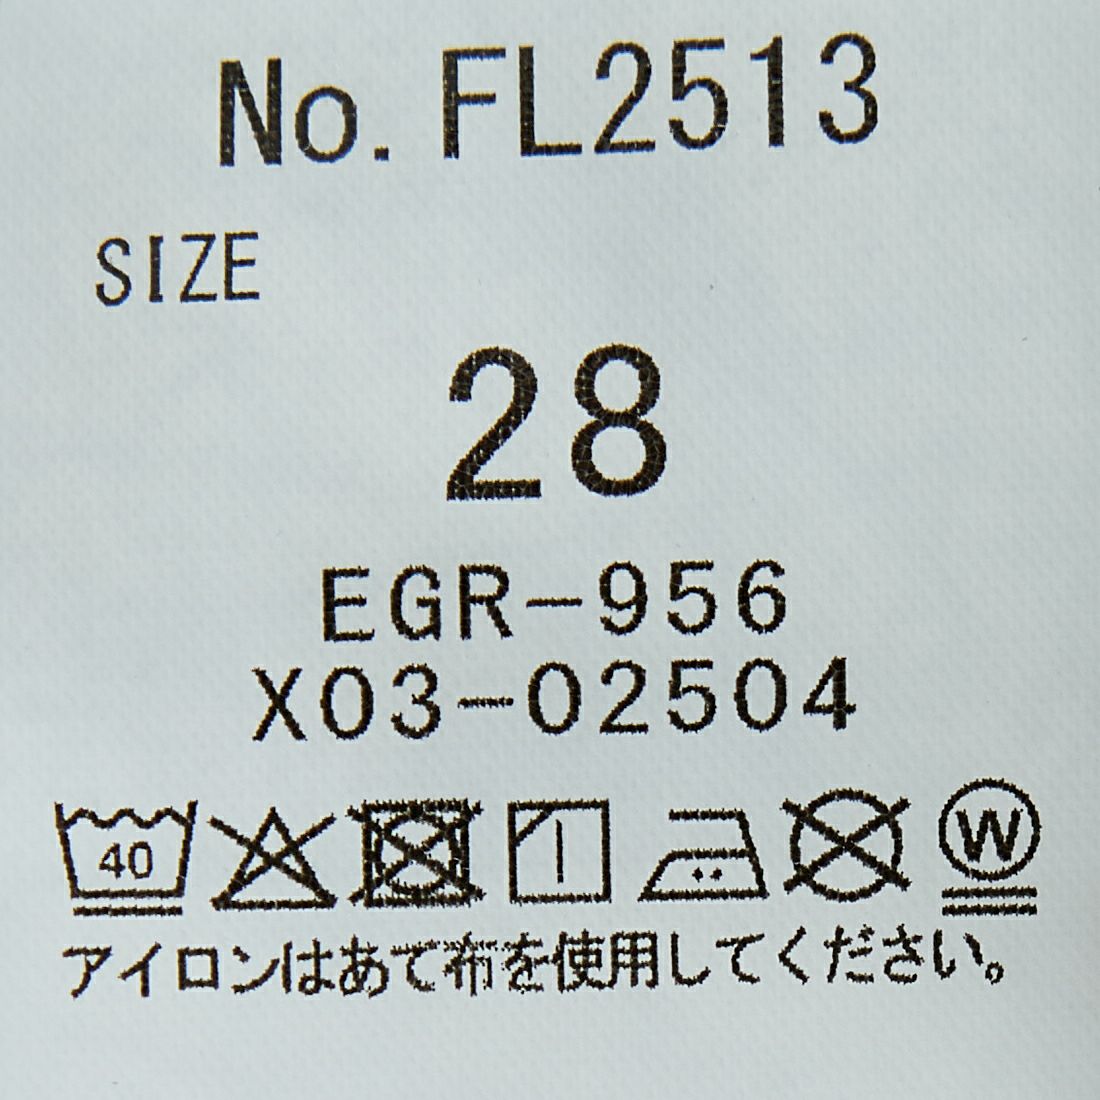 No. FL2513
SIZE
28
EGR-956
X03-02504
40 W
アイロンはあて布を使用してください。